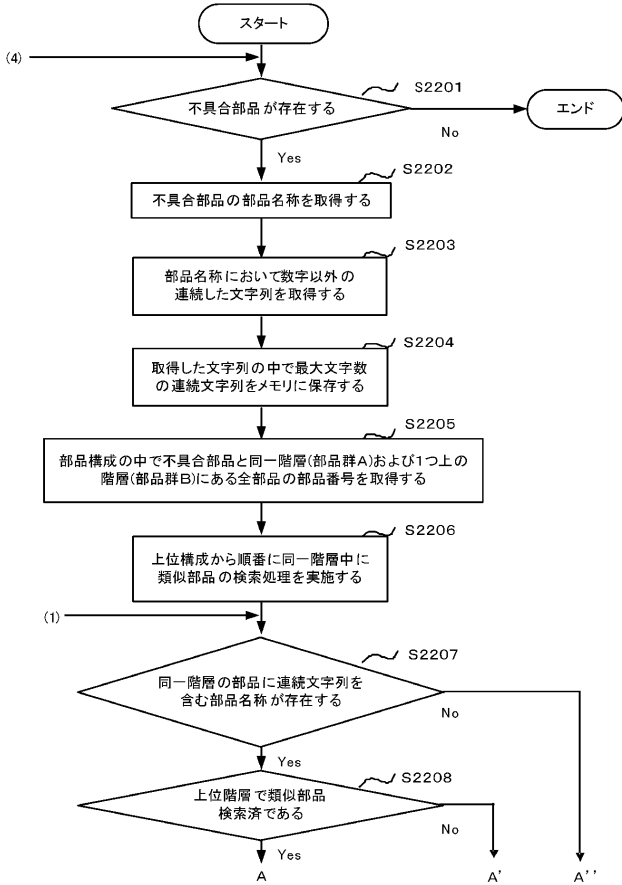 スタート
(4)
S2201
不具合部品が存在する
エンド
No
Yes
S2202
不具合部品の部品名称を取得する
S2203
部品名称において数字以外の
連続した文字列を取得する
S2204
取得した文字列の中で最大文字数
の連続文字列をメモリに保存する
S2205
部品構成の中で不具合部品と同一階層(部品群A)および1つ上の
階層(部品群B)にある全部品の部品番号を取得する
S2206
上位構成から順番に同一階層中に
類似部品の検索処理を実施する
(1)
S2207
同一階層の部品に連続文字列を
含む部品名称が存在する
No
Yes
S2208
上位階層で類似部品
検索済である
No
Yes
A
A'
A''